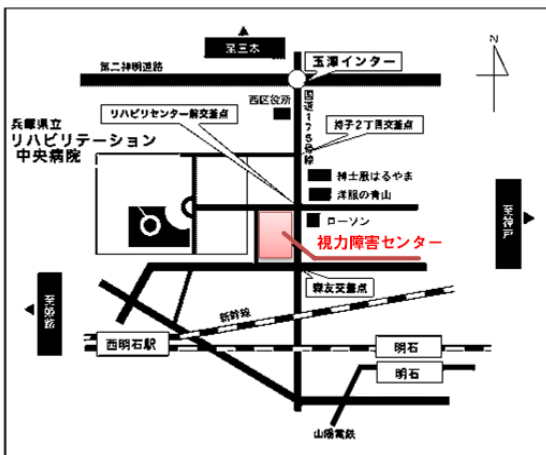 至三木
N
第二神明道路
玉津インター
西区役所
国道175号線
リハビリセンター前交差点
持子2丁目交差点
兵庫県立
リハビリテーション
中央病院
紳士服はるやま
洋服の青山
至神戸
ローソン
視力障害センター
森友交差点
至姫路
新幹線
西明石駅
明石
明石
山陽電鉄